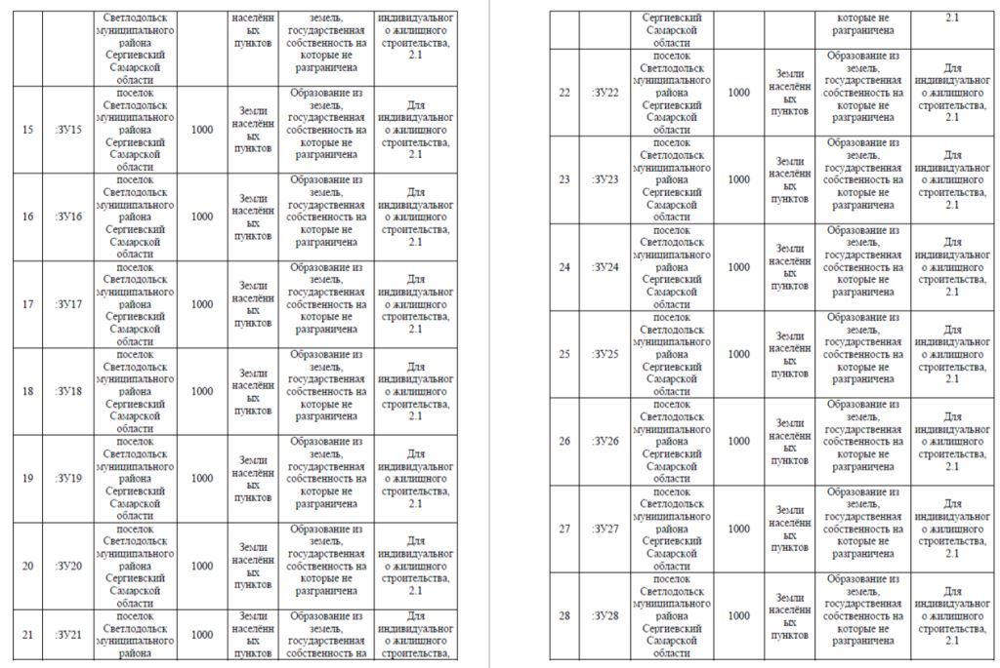 Светлодольск
муниципального
района
Сергиевский
Самарской
области
населённ
ых
пунктов
земель,
государственная
собственность на
которые не
разграничена
индивидуальног
о жилищного
строительства,
2.1
15
:ЗУ15
поселок
Светлодольск
муниципального
района
Сергиевский
Самарской
области
1000
Земли
населённ
ых
пунктов
Образование из
земель,
государственная
собственность на
которые не
разграничена
Для
индивидуальног
о жилищного
строительства,
2.1
16
:ЗУ16
поселок
Светлодольск
муниципального
района
Сергиевский
Самарской
области
1000
Земли
населённ
ых
пунктов
Образование из
земель,
государственная
собственность на
которые не
разграничена
Для
индивидуальног
о жилищного
строительства,
2.1
17
:ЗУ17
поселок
Светлодольск
муниципального
района
Сергиевский
Самарской
области
1000
Земли
населённ
ых
пунктов
Образование из
земель,
государственная
собственность на
которые не
разграничена
Для
индивидуальног
о жилищного
строительства,
2.1
18
:ЗУ18
поселок
Светлодольск
муниципального
района
Сергиевский
Самарской
области
1000
Земли
населённ
ых
пунктов
Образование из
земель,
государственная
собственность на
которые не
разграничена
Для
индивидуальног
о жилищного
строительства,
2.1
19
:ЗУ19
поселок
Светлодольск
муниципального
района
Сергиевский
Самарской
области
1000
Земли
населённ
ых
пунктов
Образование из
земель,
государственная
собственность на
которые не
разграничена
Для
индивидуальног
о жилищного
строительства,
2.1
20
:ЗУ20
поселок
Светлодольск
муниципального
района
Сергиевский
Самарской
области
1000
Земли
населённ
ых
пунктов
Образование из
земель,
государственная
собственность на
которые не
разграничена
Для
индивидуальног
о жилищного
строительства,
2.1
21
:ЗУ21
поселок
Светлодольск
муниципального
района
1000
Земли
населённ
ых
пунктов
Образование из
земель,
государственная
собственность на
Для
индивидуальног
о жилищного
строительства,
Сергиевский
Самарской
области
которые не
разграничена
2.1
22
:ЗУ22
поселок
Светлодольск
муниципального
района
Сергиевский
Самарской
области
1000
Земли
населённ
ых
пунктов
Образование из
земель,
государственная
собственность на
которые не
разграничена
Для
индивидуальног
о жилищного
строительства,
2.1
23
:ЗУ23
поселок
Светлодольск
муниципального
района
Сергиевский
Самарской
области
1000
Земли
населённ
ых
пунктов
Образование из
земель,
государственная
собственность на
которые не
разграничена
Для
индивидуальног
о жилищного
строительства,
2.1
24
:ЗУ24
поселок
Светлодольск
муниципального
района
Сергиевский
Самарской
области
1000
Земли
населённ
ых
пунктов
Образование из
земель,
государственная
собственность на
которые не
разграничена
Для
индивидуальног
о жилищного
строительства,
2.1
25
:ЗУ25
поселок
Светлодольск
муниципального
района
Сергиевский
Самарской
области
1000
Земли
населённ
ых
пунктов
Образование из
земель,
государственная
собственность на
которые не
разграничена
Для
индивидуальног
о жилищного
строительства,
2.1
26
:ЗУ26
поселок
Светлодольск
муниципального
района
Сергиевский
Самарской
области
1000
Земли
населённ
ых
пунктов
Образование из
земель,
государственная
собственность на
которые не
разграничена
Для
индивидуальног
о жилищного
строительства,
2.1
27
:ЗУ27
поселок
Светлодольск
муниципального
района
Сергиевский
Самарской
области
1000
Земли
населённ
ых
пунктов
Образование из
земель,
государственная
собственность на
которые не
разграничена
Для
индивидуальног
о жилищного
строительства,
2.1
28
:ЗУ28
поселок
Светлодольск
муниципального
района
Сергиевский
Самарской
области
1000
Земли
населённ
ых
пунктов
Образование из
земель,
государственная
собственность на
которые не
разграничена
Для
индивидуальног
о жилищного
строительства,
2.1